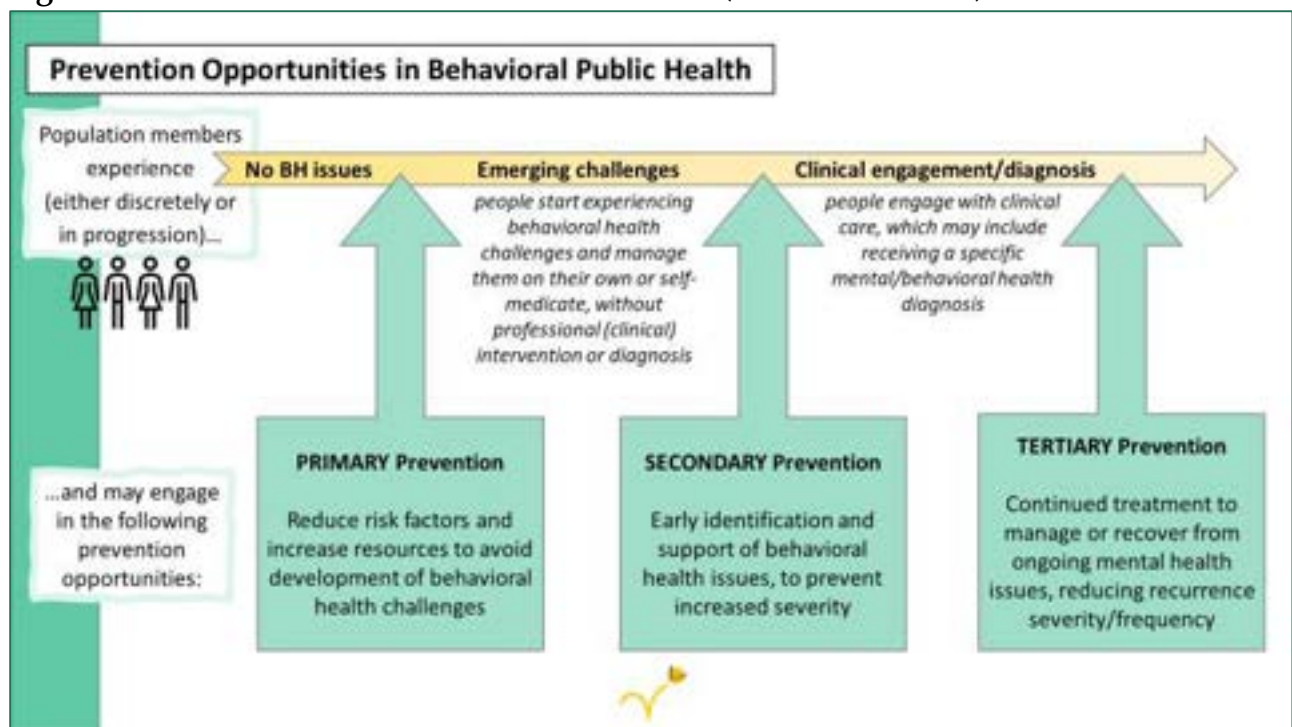 Prevention Opportunities in Behavioral Public Health
Population members
experience
(either discretely or
in progression)...
No BH issues
Emerging challenges
people start experiencing
behavioral health
challenges and manage
them on their own or self-
medicate, without
professional (clinical)
intervention or diagnosis
Clinical engagement/diagnosis
people engage with clinical
care, which may include
receiving a specific
mental/behavioral health
diagnosis
...and may engage
in the following
prevention
opportunities:
PRIMARY Prevention
Reduce risk factors and
increase resources to avoid
development of behavioral
health challenges
SECONDARY Prevention
Early identification and
support of behavioral
health issues, to prevent
increased severity
TERTIARY Prevention
Continued treatment to
manage or recover from
ongoing mental health
issues, reducing recurrence
severity/frequency